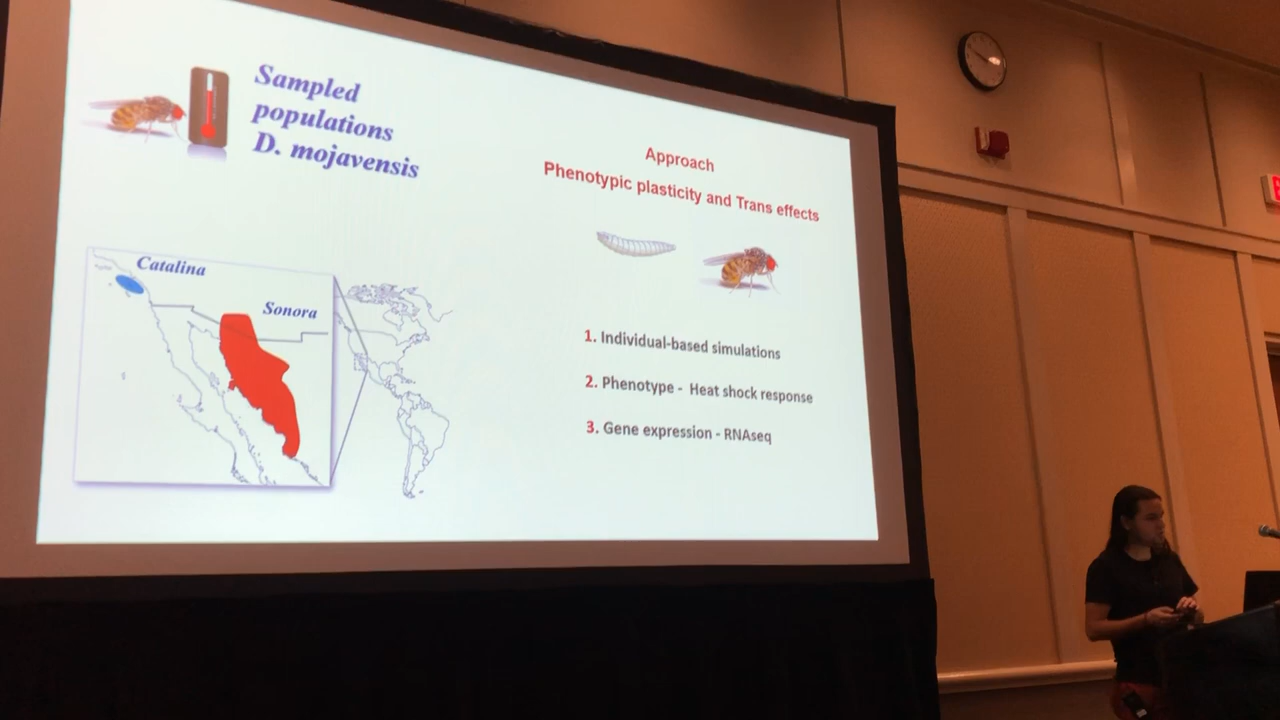 Sampled
populations
D. mojavensis
Catalina
Sonora
Approach
Phenotypic plasticity and Trans effects
1. Individual-based simulations
2. Phenotype - Heat shock response
3. Gene expression - RNAseq